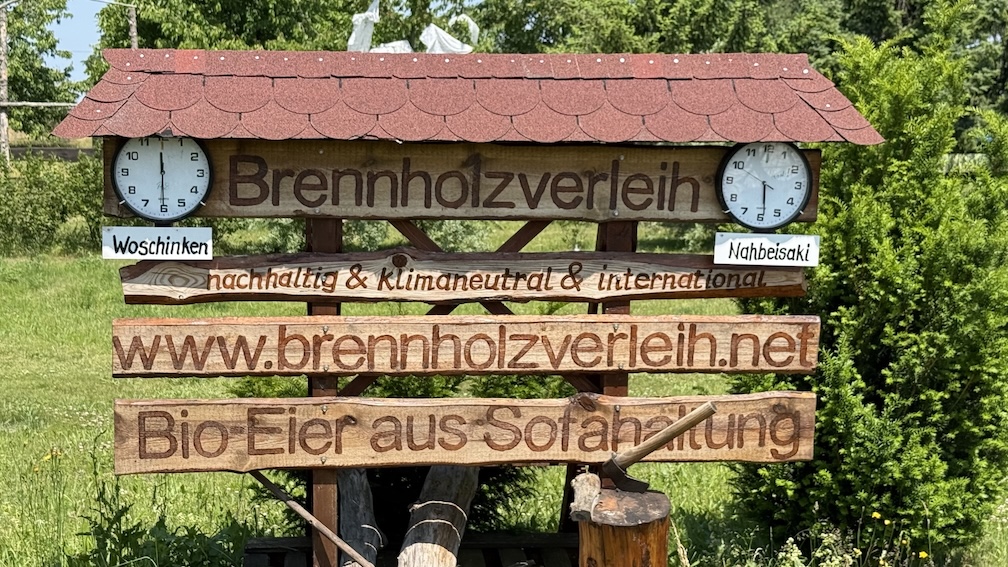 Brennholzverleih
Woschinken
Nahbeisaki
nachhaltig & klimaneutral & international
www.brennholzverleih.net
Bio-Eier aus Sofahaltung